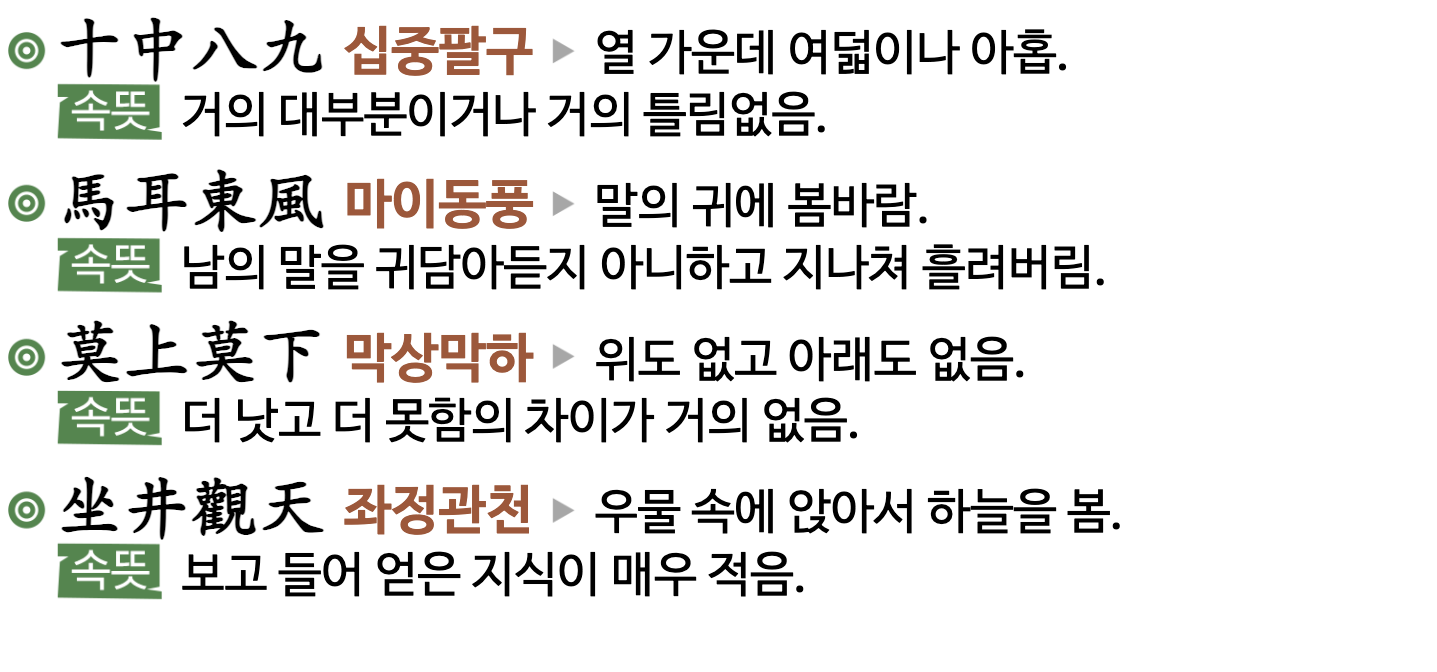 ◎ 十中八九 십중팔구 ▶ 열 가운데 여덟이나 아홉.
속뜻 거의 대부분이거나 거의 틀림없음.
◎ 馬耳東風 마이동풍 ▶ 말의 귀에 봄바람.
속뜻 남의 말을 귀담아듣지 아니하고 지나쳐 흘려버림.
◎ 莫上莫下 막상막하 ▶ 위도 없고 아래도 없음.
속뜻 더 낫고 더 못함의 차이가 거의 없음.
◎ 坐井觀天 좌정관천 ▶ 우물 속에 앉아서 하늘을 봄.
속뜻 보고 들어 얻은 지식이 매우 적음.